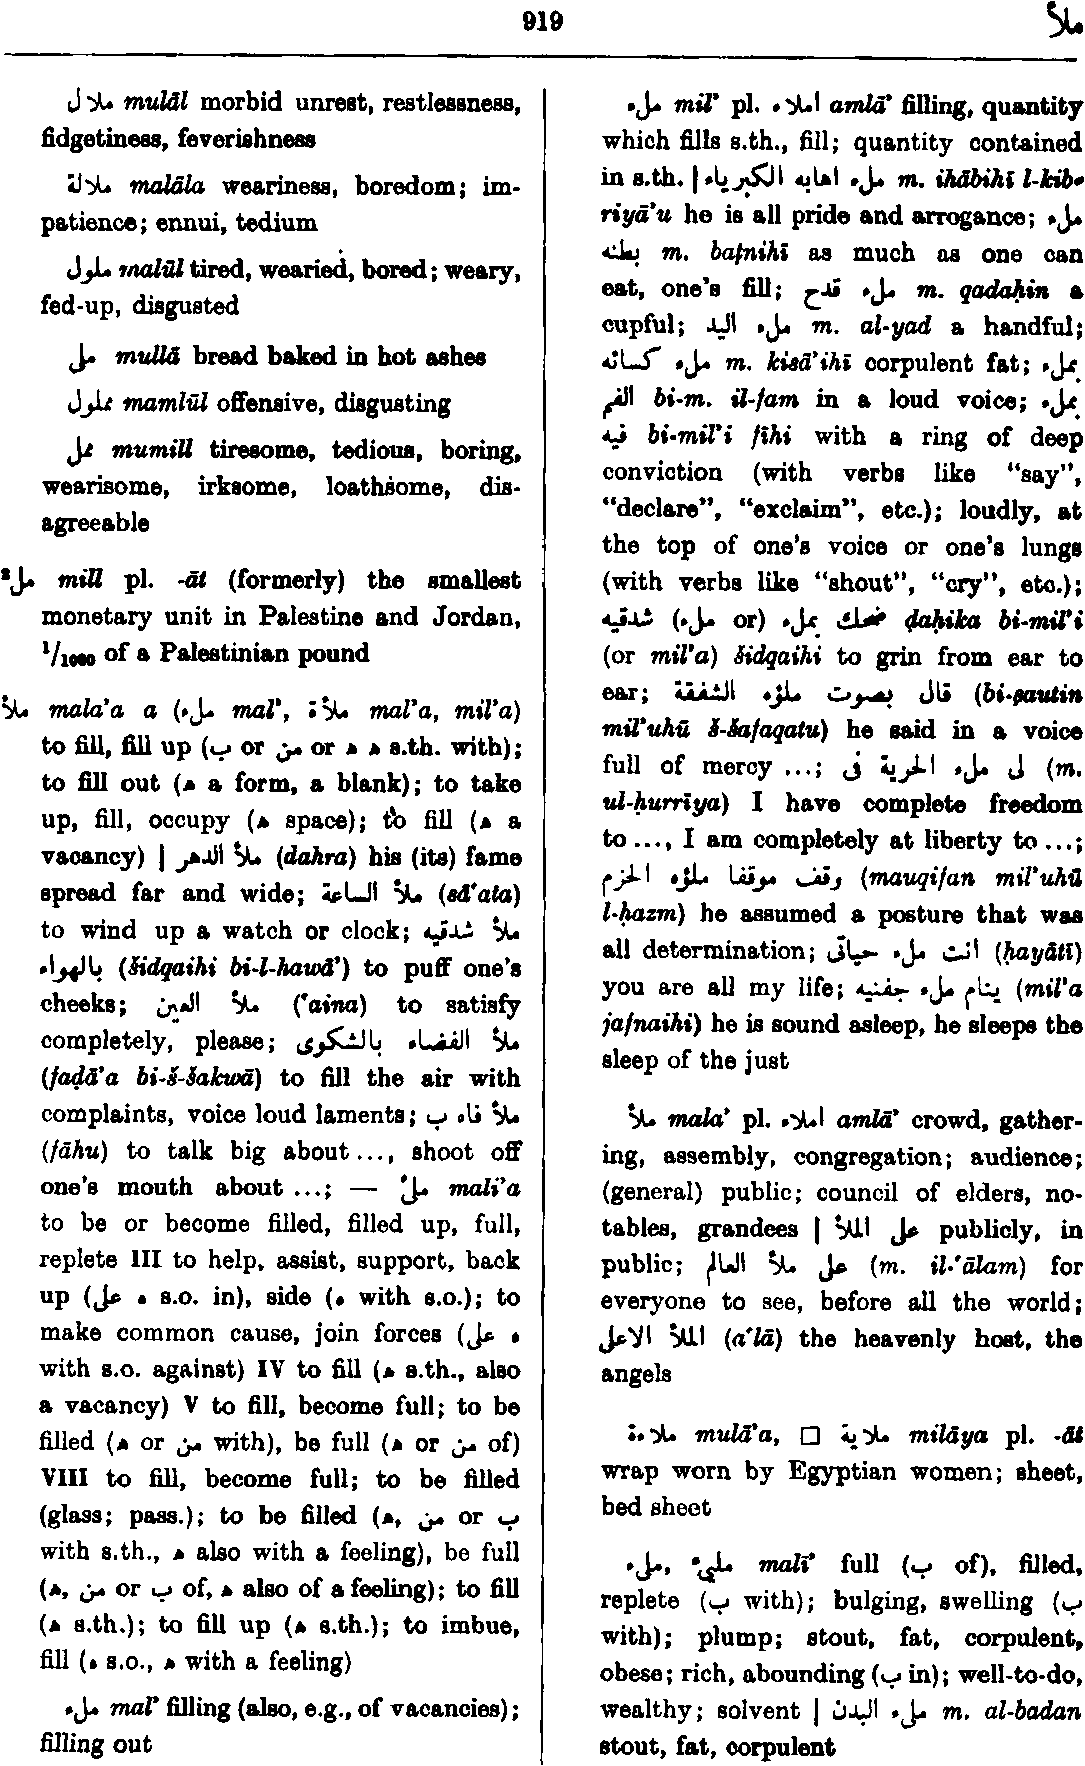 919
ملأ
ملال mulāl morbid unrest, restlessness,
fidgetiness, feverishness
ملالة malāla weariness, boredom; im-
patience; ennui, tedium
ملول malūl tired, wearied, bored; weary,
fed-up, disgusted
مل mullā bread baked in hot ashes
مملول mamlūl offensive, disgusting
ممل mumill tiresome, tedious, boring,
wearisome, irksome, loathsome, dis-
agreeable
²مل mill pl. -āt (formerly) the smallest
monetary unit in Palestine and Jordan,
¹/₁₀₀₀ of a Palestinian pound
ملأ mala’a a (ملء mal’, ملأة mal’a, mil’a)
to fill, fill up (ب or من or ه ه s.th. with);
to fill out (ه a form, a blank); to take
up, fill, occupy (ه space); to fill (ه a
vacancy) | ملأ الدهر (dahra) his (its) fame
spread far and wide; ملأ الساعة (sā‘ata)
to wind up a watch or clock; ملأ شدقيه
بالهواء (šidqaihi bi-l-hawā’) to puff one's
cheeks; ملأ العين (‘aina) to satisfy
completely, please; ملأ الفضاء بالشكوى
(faḍā’a bi-š-šakwā) to fill the air with
complaints, voice loud laments; ملأ فاه ب
(fāhu) to talk big about ..., shoot off
one's mouth about ...; — ملئ mali’a
to be or become filled, filled up, full,
replete III to help, assist, support, back
up (ه على s.o. in), side (ه with s.o.); to
make common cause, join forces (ه على
with s.o. against) IV to fill (ه s.th., also
a vacancy) V to fill, become full; to be
filled (ه or من with), be full (ه or من of)
VIII to fill, become full; to be filled
(glass; pass.); to be filled (ه, من or ب
with s.th., ه also with a feeling), be full
(ه, من or ب of, ه also of a feeling); to fill
(ه s.th.); to fill up (ه s.th.); to imbue,
fill (ه s.o., ه with a feeling)
ملء mal’ filling (also, e.g., of vacancies);
filling out
ملء mil’ pl. املاء amlā’ filling, quantity
which fills s.th., fill; quantity contained
in s.th. | ملء اهابه الكبرياء m. ihābihī l-kib-
riyā’u he is all pride and arrogance; ملء
بطنه m. baṭnihī as much as one can
eat, one's fill; ملء قدح m. qadaḥin a
cupful; ملء اليد m. al-yad a handful;
ملء كسائه m. kisā’ihī corpulent fat; بملء
الفم bi-m. il-fam in a loud voice; بملء
فيه bi-mil’i fīhi with a ring of deep
conviction (with verbs like “say”,
“declare”, “exclaim”, etc.); loudly, at
the top of one's voice or one's lungs
(with verbs like “shout”, “cry”, etc.);
ضحك بملء (or ملء) شدقيه ḍaḥika bi-mil’i
(or mil’a) šidqaihi to grin from ear to
ear; قال بصوت ملؤه الشفقة (bi-ṣautin
mil’uhū š-šafaqatu) he said in a voice
full of mercy ...; لى ملء الحرية فى (m.
ul-ḥurrīya) I have complete freedom
to ..., I am completely at liberty to ...;
وقف موقفا ملؤه الحزم (mauqifan mil’uhū
l-ḥazm) he assumed a posture that was
all determination; انت ملء حياتى (ḥayātī)
you are all my life; ينام ملء جفنيه (mil’a
jafnaihi) he is sound asleep, he sleeps the
sleep of the just
ملأ mala’ pl. املاء amlā’ crowd, gather-
ing, assembly, congregation; audience;
(general) public; council of elders, no-
tables, grandees | على الملأ publicly, in
public; على ملأ العالم (m. il-‘ālam) for
everyone to see, before all the world;
الملأ الاعلى (a‘lā) the heavenly host, the
angels
ملاءة mulā’a, □ ملاية milāya pl. -āt
wrap worn by Egyptian women; sheet,
bed sheet
ملىء, مليء malī’ full (ب of), filled,
replete (ب with); bulging, swelling (ب
with); plump; stout, fat, corpulent,
obese; rich, abounding (ب in); well-to-do,
wealthy; solvent | ملىء البدن m. al-badan
stout, fat, corpulent